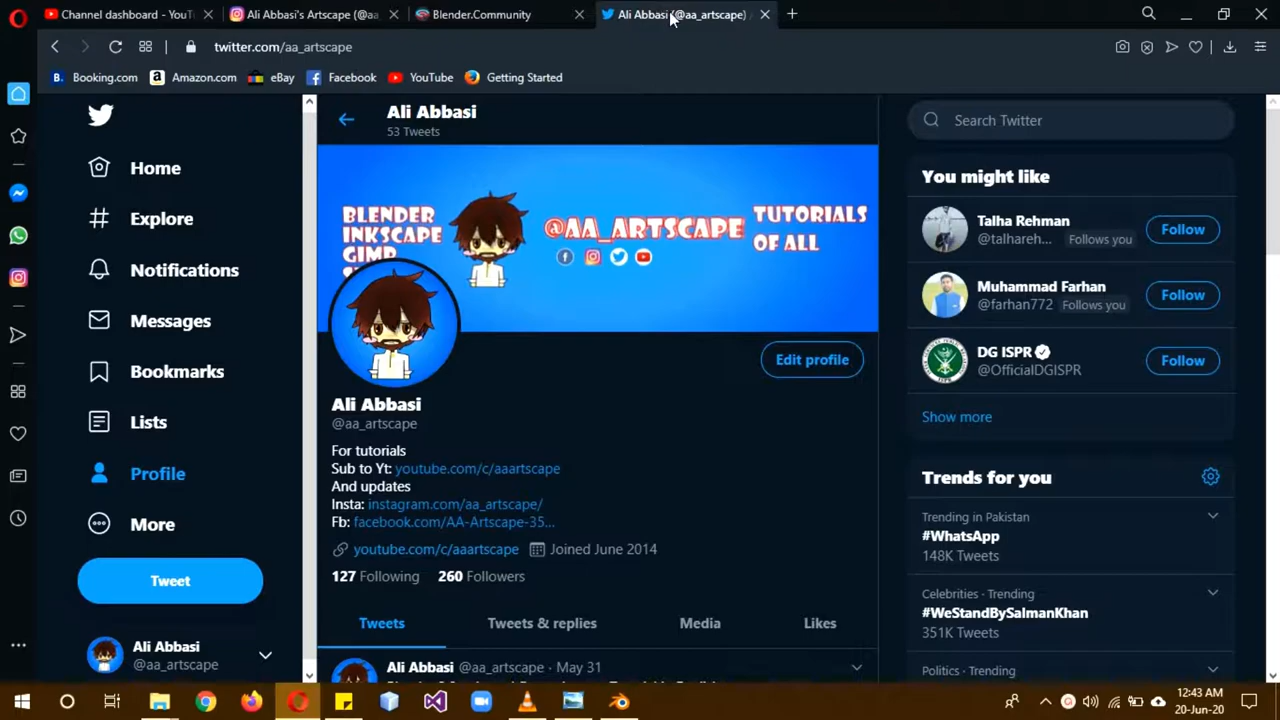 Channel dashboard - YouTu
Ali Abbasi's Artscape (@aa_
Blender.Community
Ali Abbasi (@aa_artscape)
twitter.com/aa_artscape
Booking.com
Amazon.com
eBay
Facebook
YouTube
Getting Started
Home
Explore
Notifications
Messages
Bookmarks
Lists
Profile
More
Tweet
Ali Abbasi
@aa_artscape
Ali Abbasi
53 Tweets
BLENDER
INKSCAPE
GIMP
@AA_ARTSCAPE
TUTORIALS
OF ALL
Edit profile
Ali Abbasi
@aa_artscape
For tutorials
Sub to Yt: youtube.com/c/aaartscape
And updates
Insta: instagram.com/aa_artscape/
Fb: facebook.com/AA-Artscape-35...
youtube.com/c/aaartscape Joined June 2014
127 Following 260 Followers
Tweets
Tweets & replies
Media
Likes
Ali Abbasi @aa_artscape · May 31
Search Twitter
You might like
Talha Rehman
@talhareh... Follows you
Follow
Muhammad Farhan
@farhan772 Follows you
Follow
DG ISPR
@OfficialDGISPR
Follow
Show more
Trends for you
Trending in Pakistan
#WhatsApp
148K Tweets
Celebrities · Trending
#WeStandBySalmanKhan
351K Tweets
Politics · Trending
12:43 AM
20-Jun-20